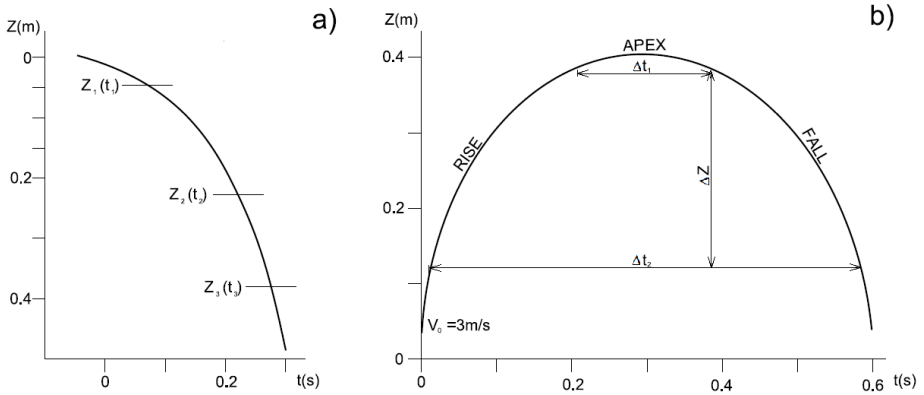 Z(m)
a)
0
Z₁(t₁)
0.2
Z₂(t₂)
Z₃(t₃)
0.4
0
0.2
t(s)
Z(m)
b)
APEX
0.4
Δt₁
RISE
FALL
ΔZ
0.2
Δt₂
V₀ =3m/s
0
0
0.2
0.4
0.6
t(s)